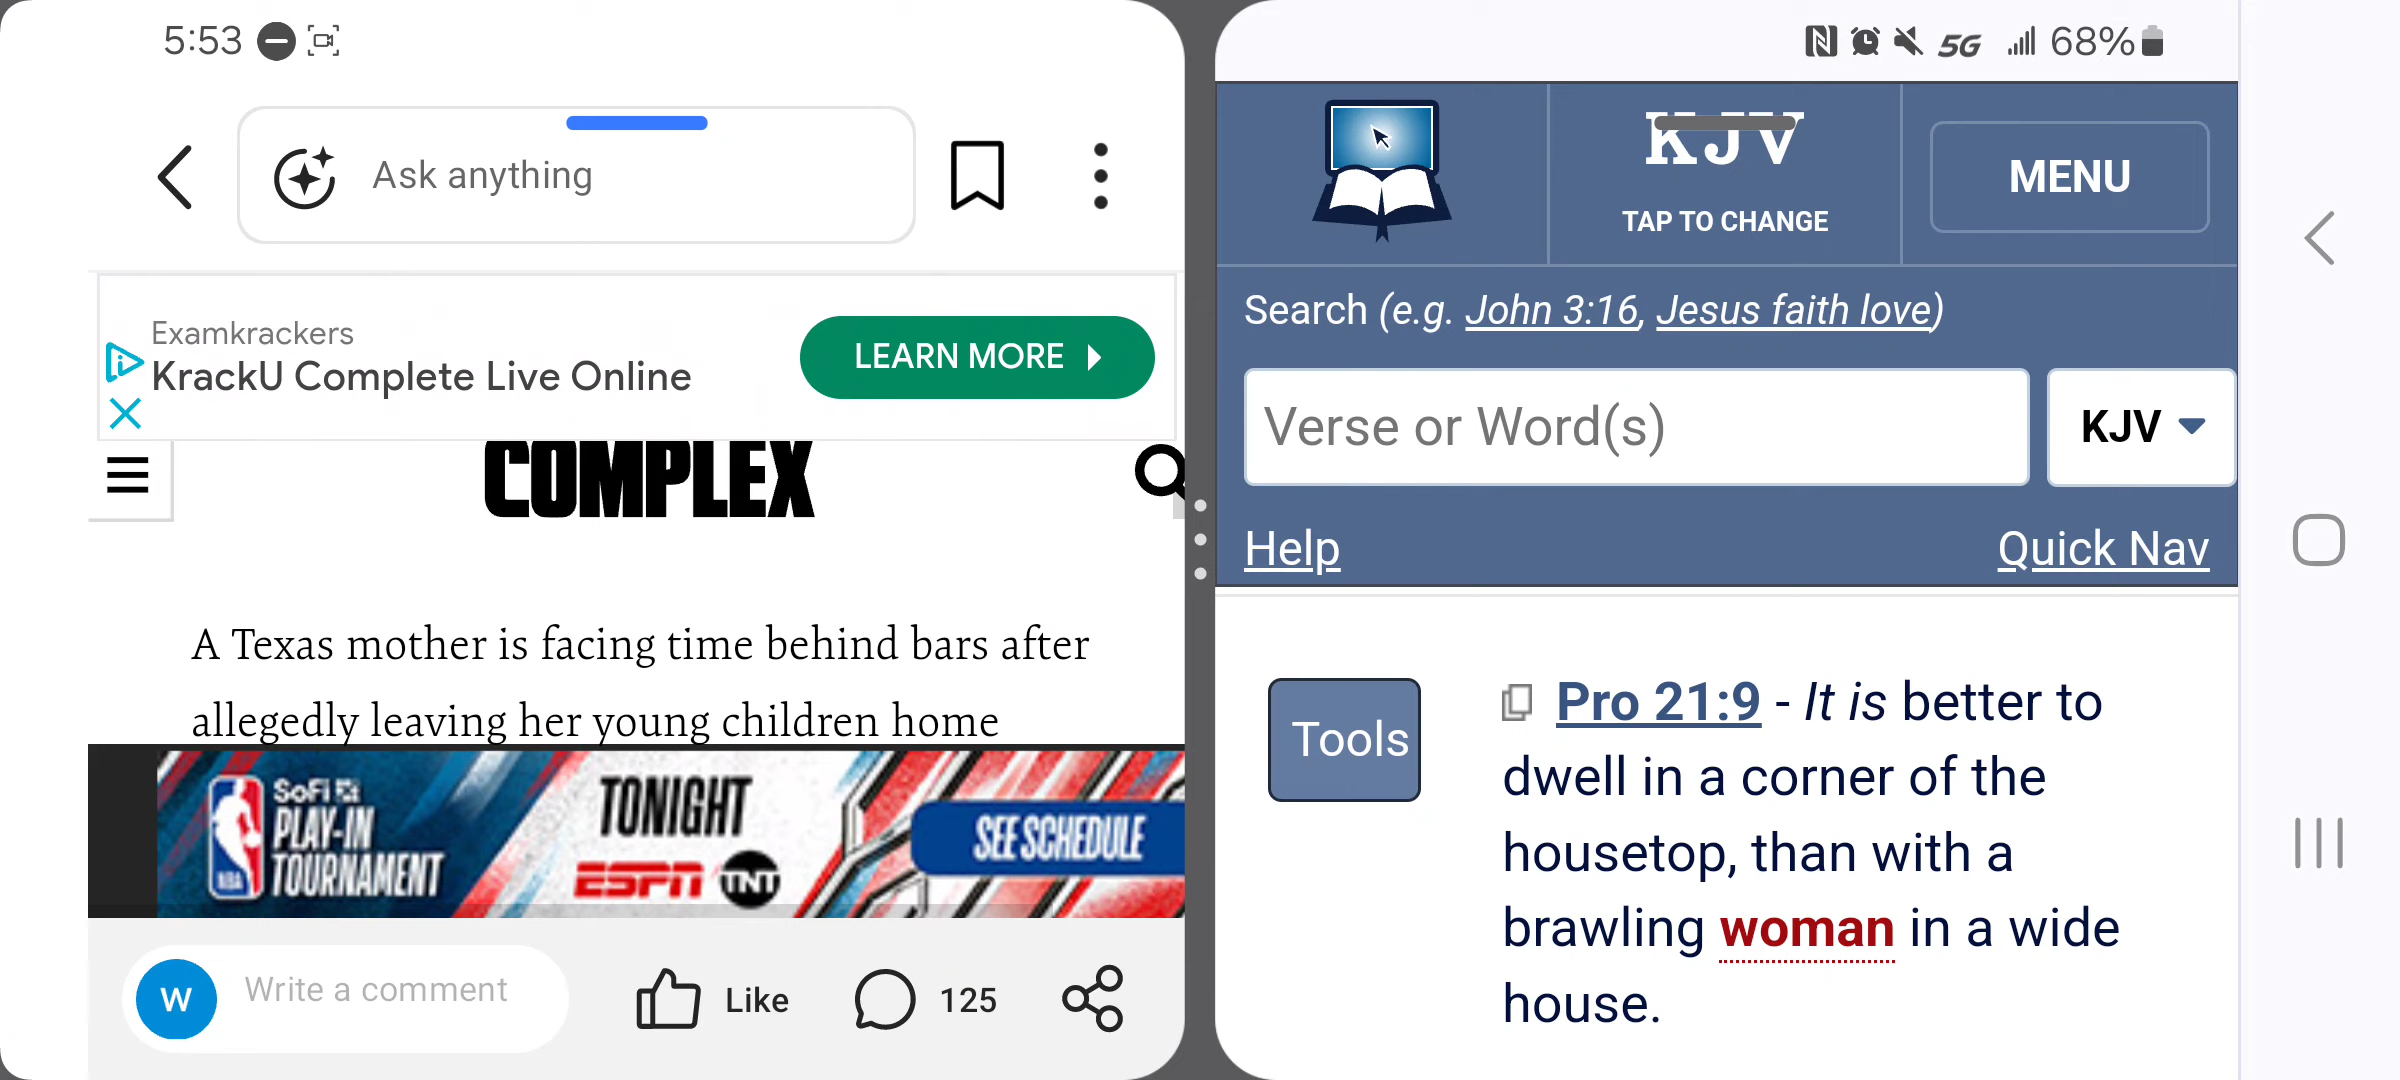 5:53
5G 68%
Ask anything
Examkrackers
KrackU Complete Live Online
LEARN MORE
COMPLEX
A Texas mother is facing time behind bars after
allegedly leaving her young children home
NBA
SoFi
PLAY-IN
TOURNAMENT
TONIGHT
ESPN TNT
SEE SCHEDULE
W
Write a comment
Like
125
KJV
TAP TO CHANGE
MENU
Search (e.g. John 3:16, Jesus faith love)
Verse or Word(s)
KJV
Help
Quick Nav
Tools
Pro 21:9 - It is better to
dwell in a corner of the
housetop, than with a
brawling woman in a wide
house.